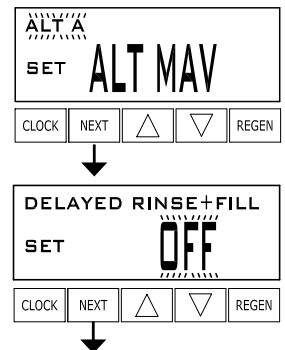 ALT A
SET ALT MAV
CLOCK NEXT REGEN
DELAYED RINSE+FILL
SET OFF
CLOCK NEXT REGEN